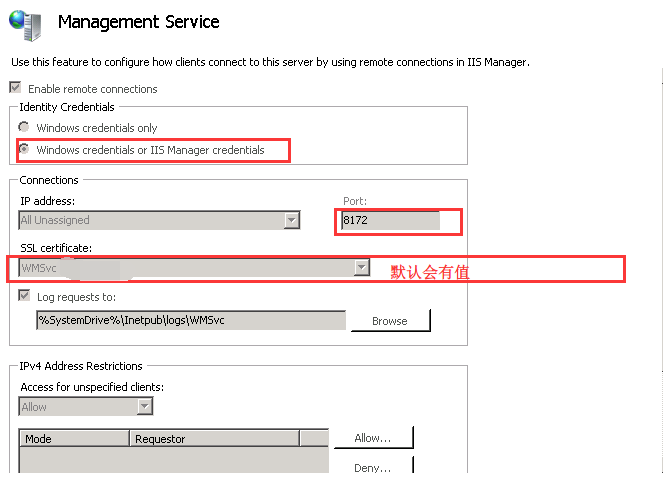 Management Service
Use this feature to configure how clients connect to this server by using remote connections in IIS Manager.
Enable remote connections
Identity Credentials
Windows credentials only
Windows credentials or IIS Manager credentials
Connections
IP address:
Port:
All Unassigned
8172
SSL certificate:
WMSvc
默认会有值
Log requests to:
%SystemDrive%\Inetpub\logs\WMSvc
Browse
IPv4 Address Restrictions
Access for unspecified clients:
Allow
Mode
Requestor
Allow...
Deny...